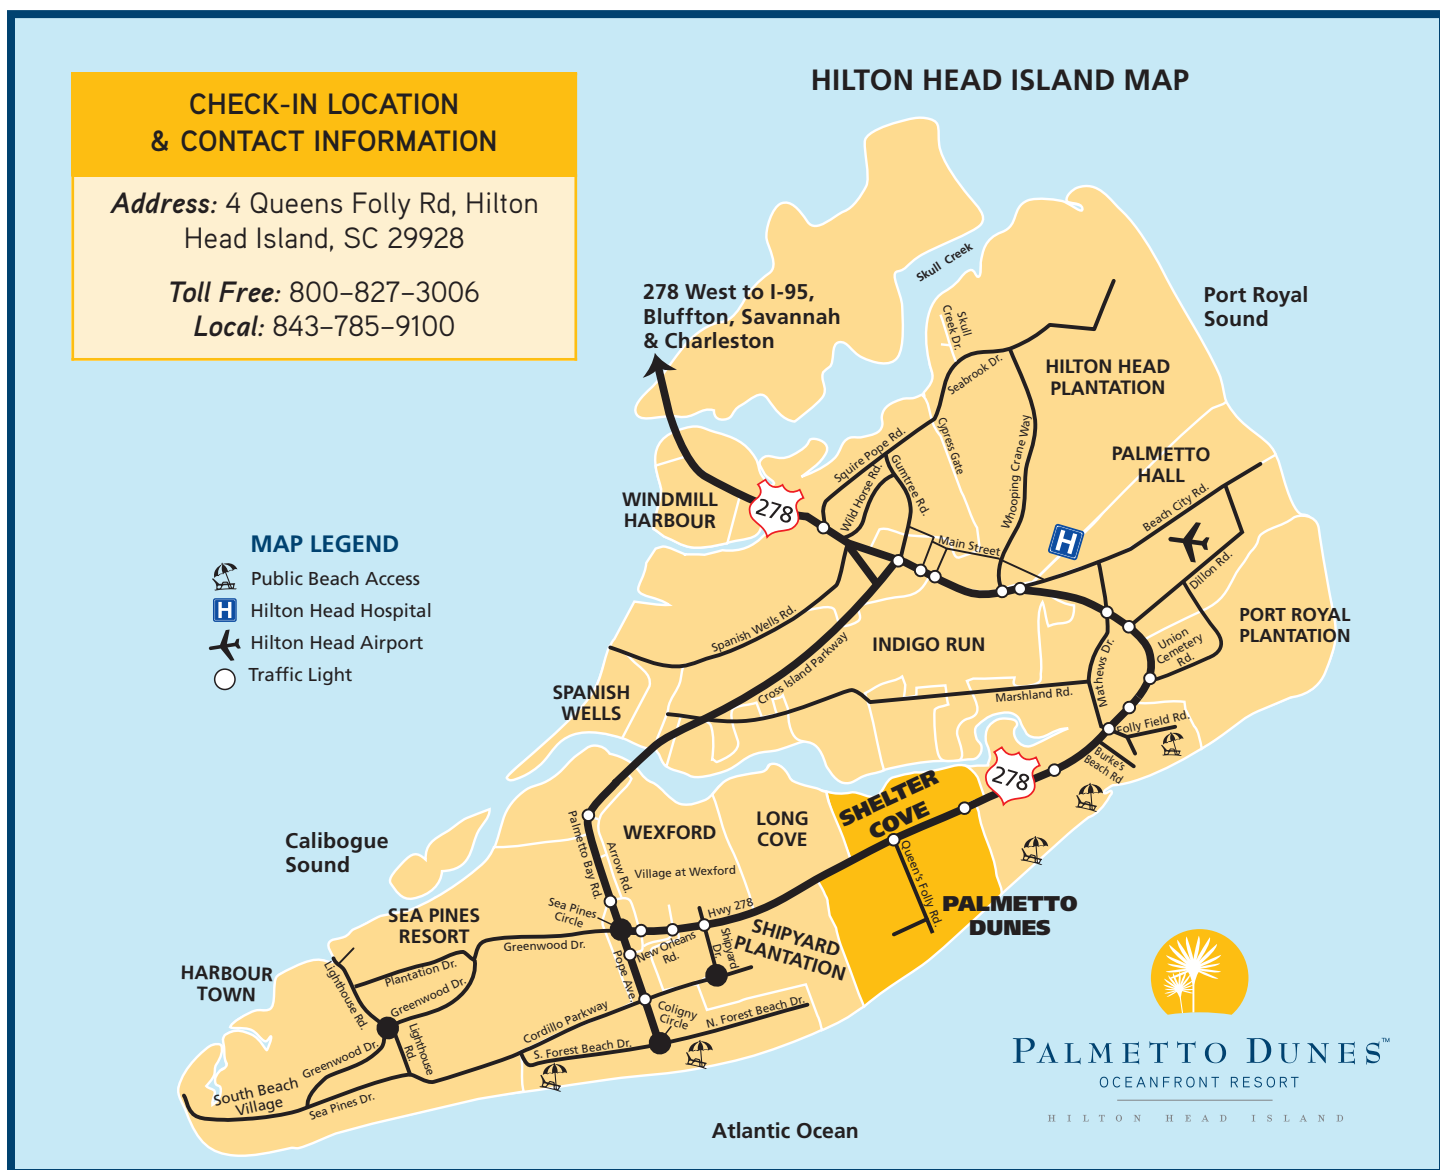 HILTON HEAD ISLAND MAP
CHECK-IN LOCATION
& CONTACT INFORMATION
Address: 4 Queens Folly Rd, Hilton
Head Island, SC 29928
Toll Free: 800-827-3006
Local: 843-785-9100
278 West to I-95,
Bluffton, Savannah
& Charleston
Skull Creek
Port Royal
Sound
Skull
Creek Dr.
Seabrook Dr.
HILTON HEAD
PLANTATION
Squire Pope Rd.
Cypress Gate
Whooping Crane Way
PALMETTO
HALL
Wild Horse Rd.
Gumtree Rd.
Beach City Rd.
WINDMILL
HARBOUR
278
Main Street
H
Dillon Rd.
MAP LEGEND
Public Beach Access
H Hilton Head Hospital
Hilton Head Airport
Traffic Light
Spanish Wells Rd.
Cross Island Parkway
INDIGO RUN
Mathews Dr.
Union
Cemetery
Rd.
PORT ROYAL
PLANTATION
SPANISH
WELLS
Marshland Rd.
Folly Field Rd.
Burke's
Beach Rd
278
SHELTER
COVE
Palmetto Bay Rd.
Arrow Rd.
WEXFORD
LONG
COVE
Village at Wexford
Calibogue
Sound
Queen's Folly Rd.
PALMETTO
DUNES
Sea Pines
Circle
Hwy 278
SEA PINES
RESORT
Greenwood Dr.
New Orleans
Rd.
Shipyard
Dr.
SHIPYARD
PLANTATION
Pope Ave.
HARBOUR
TOWN
Lighthouse Rd.
Plantation Dr.
Greenwood Dr.
Cordillo Parkway
Coligny
Circle
N. Forest Beach Dr.
S. Forest Beach Dr.
Lighthouse
Rd.
Greenwood Dr.
South Beach
Village
Sea Pines Dr.
Atlantic Ocean
PALMETTO DUNES™
OCEANFRONT RESORT
HILTON HEAD ISLAND